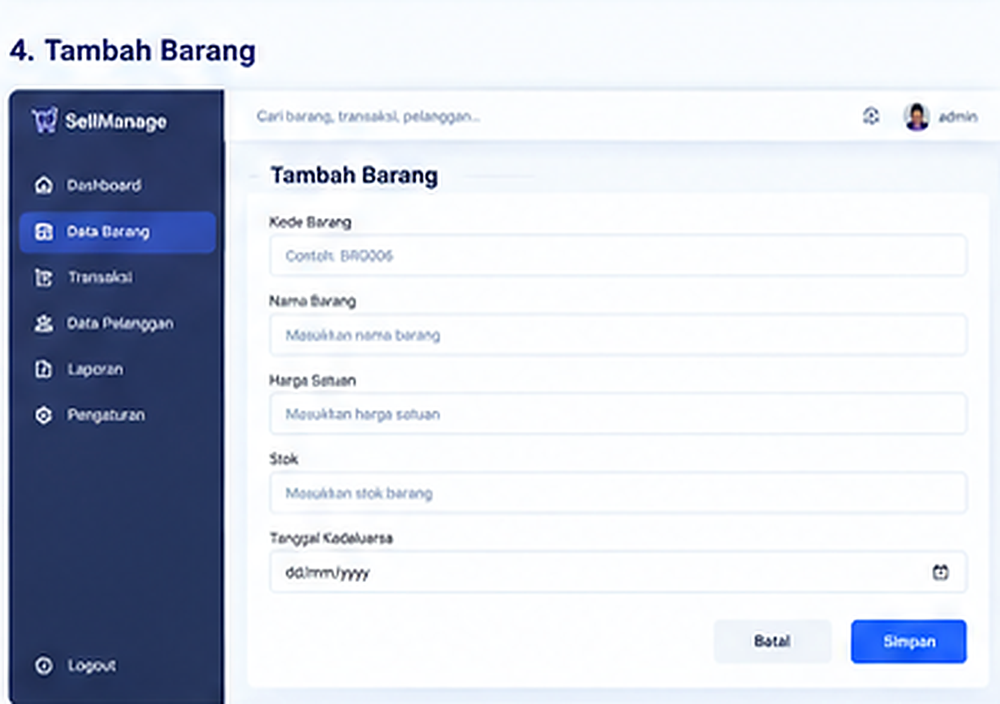 4. Tambah Barang
SellManage
Cari barang, transaksi, pelanggan...
admin
Dashboard
Data Barang
Transaksi
Data Pelanggan
Laporan
Pengaturan
Logout
Tambah Barang
Kode Barang
Contoh: BR0006
Nama Barang
Masukkan nama barang
Harga Satuan
Masukkan harga satuan
Stok
Masukkan stok barang
Tanggal Kadaluarsa
dd/mm/yyyy
Batal
Simpan